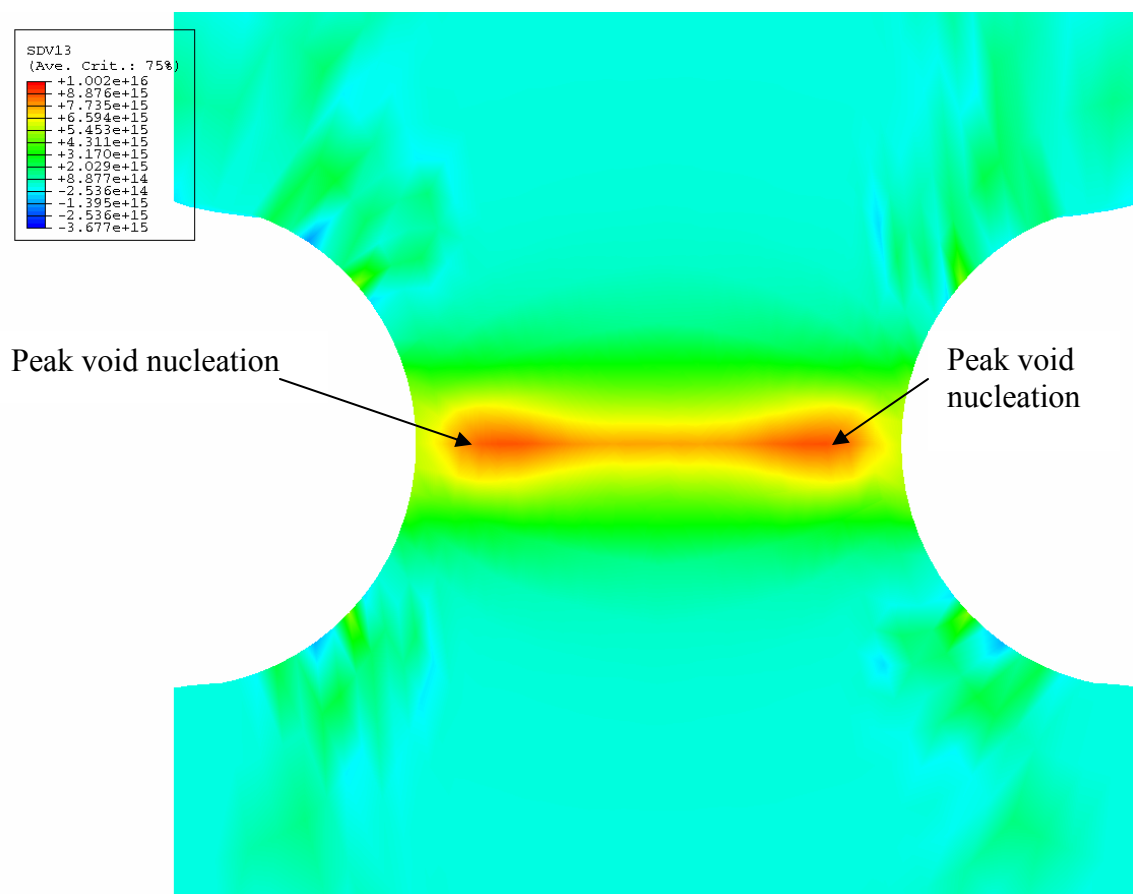 SDV13
(Ave. Crit.: 75%)
+1.002e+16
+8.876e+15
+7.735e+15
+6.594e+15
+5.453e+15
+4.311e+15
+3.170e+15
+2.029e+15
+8.877e+14
-2.536e+14
-1.395e+15
-2.536e+15
-3.677e+15
Peak void nucleation
Peak void
nucleation